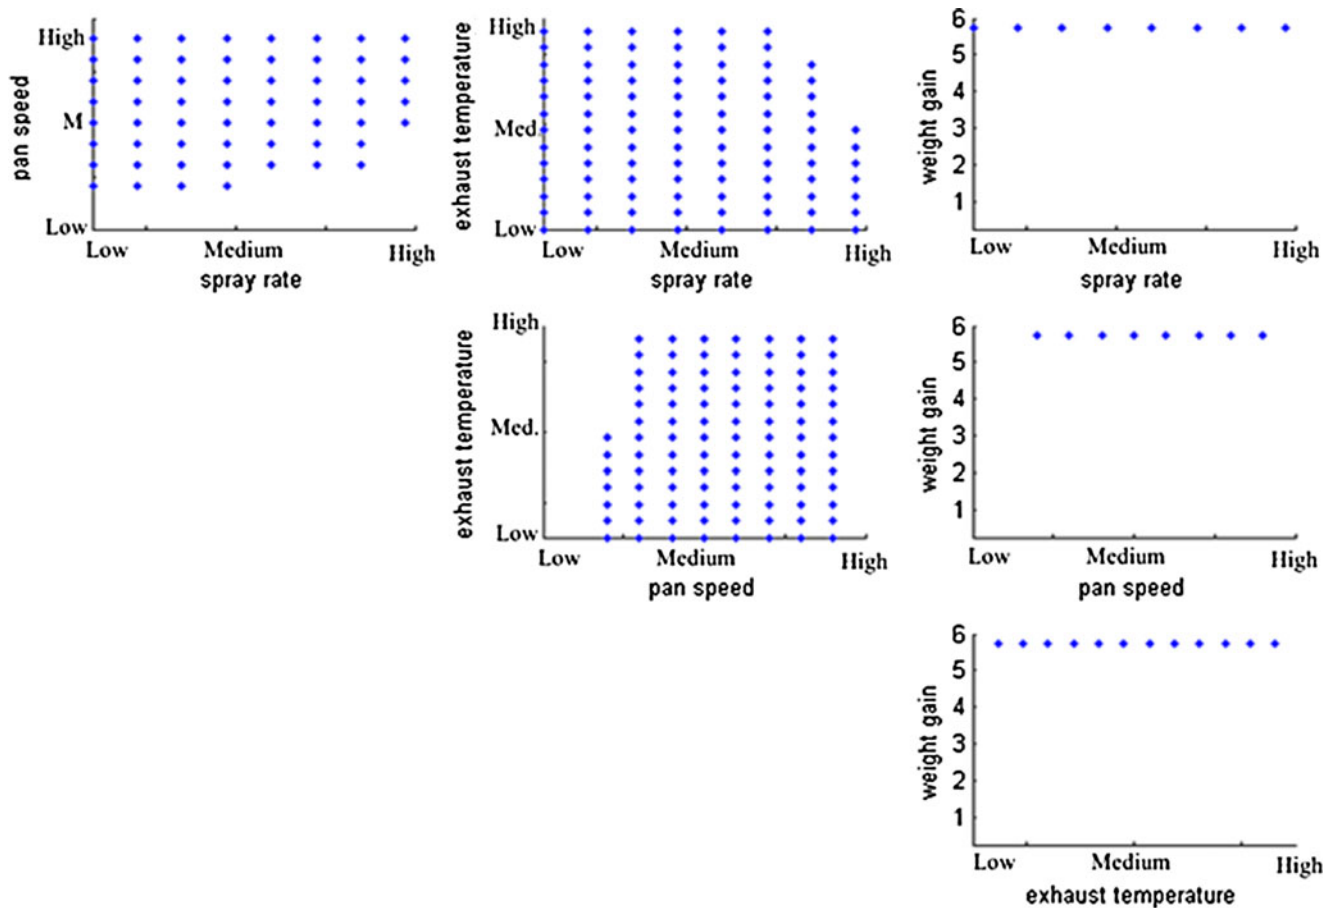 pan speed
High
M
Low
Low Medium High
spray rate
exhaust temperature
High
Med.
Low
Low Medium High
spray rate
weight gain
6
5
4
3
2
1
Low Medium High
spray rate
exhaust temperature
High
Med.
Low
Low Medium High
pan speed
weight gain
6
5
4
3
2
1
Low Medium High
pan speed
weight gain
6
5
4
3
2
1
Low Medium High
exhaust temperature